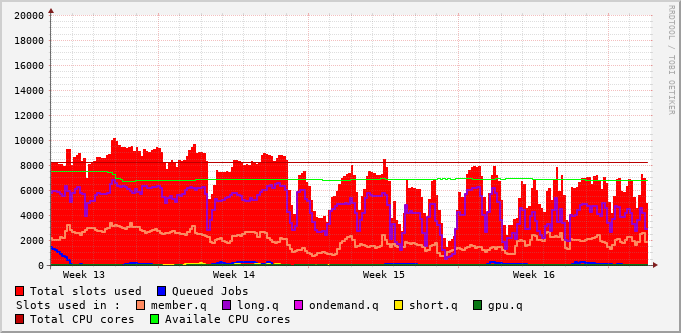 20000
18000
16000
14000
12000
10000
8000
6000
4000
2000
0
Week 13 Week 14 Week 15 Week 16
Total slots used Queued Jobs
Slots used in : member.q long.q ondemand.q short.q gpu.q
Total CPU cores Availale CPU cores
RRDTOOL / TOBI OETIKER